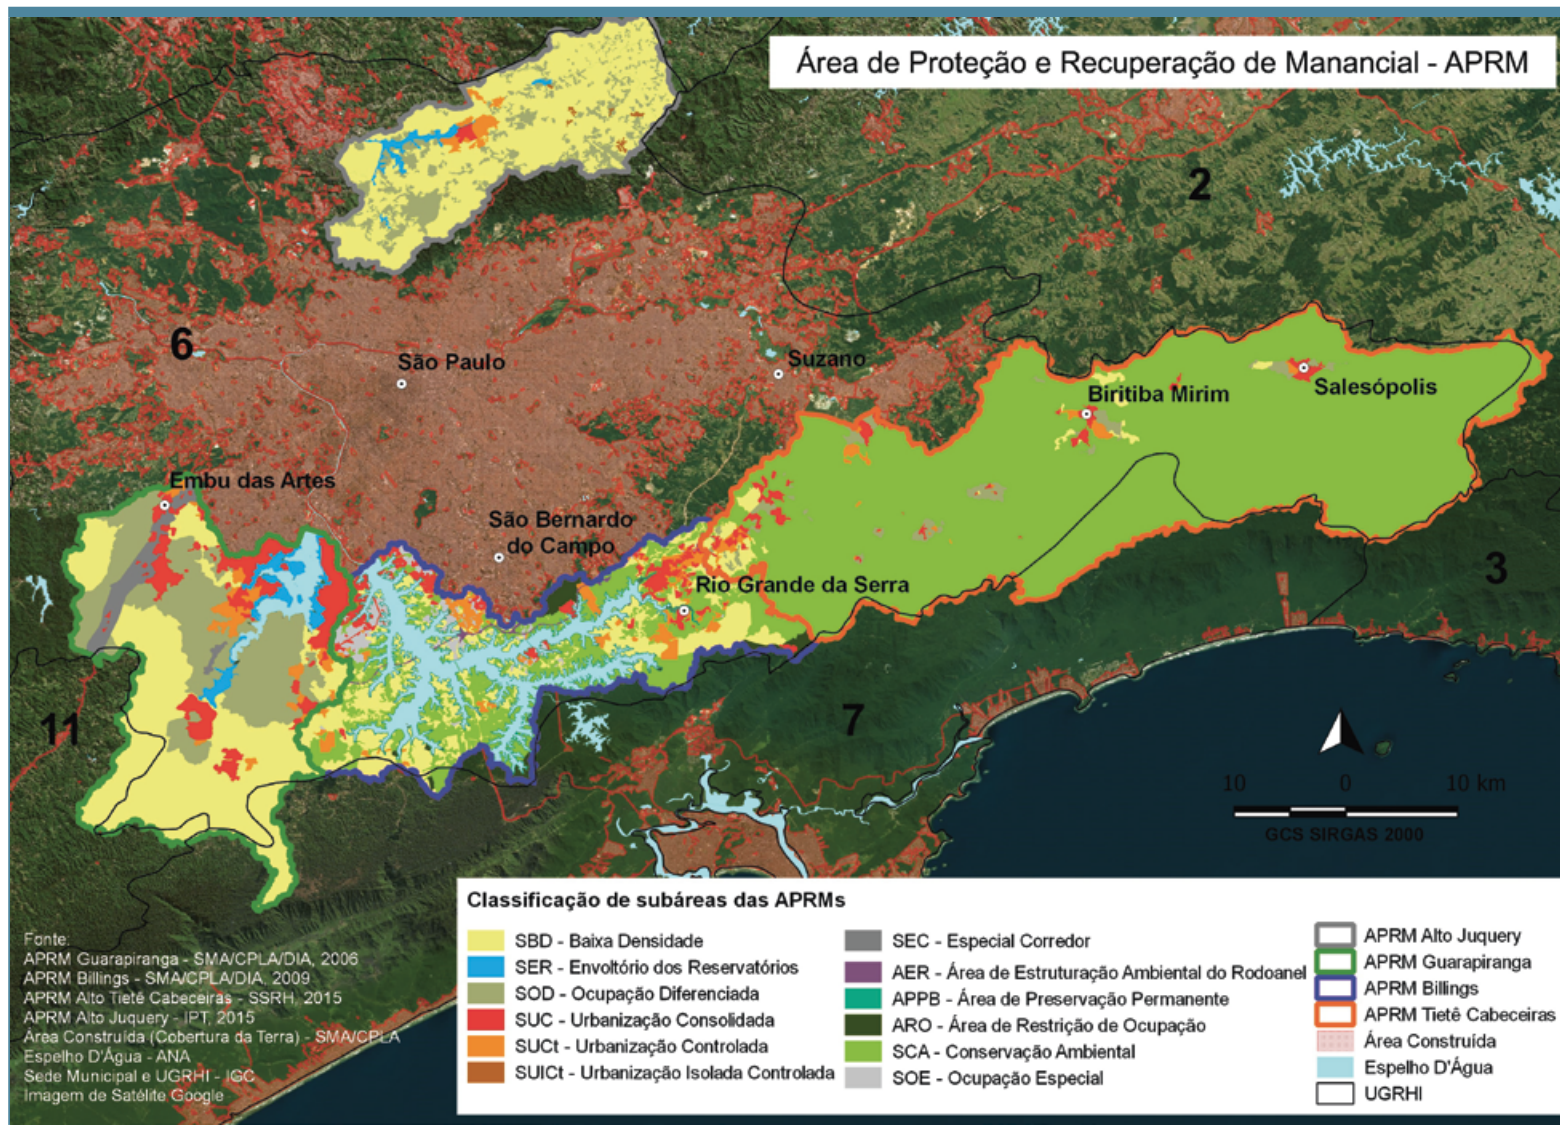 Área de Proteção e Recuperação de Manancial - APRM
2
6
São Paulo
Suzano
Biritiba Mirim
Salesópolis
Embu das Artes
São Bernardo
do Campo
Rio Grande da Serra
3
11
7
10 0 10 km
GCS SIRGAS 2000
Classificação de subáreas das APRMs
SBD - Baixa Densidade
SER - Envoltório dos Reservatórios
SOD - Ocupação Diferenciada
SUC - Urbanização Consolidada
SUCt - Urbanização Controlada
SUICt - Urbanização Isolada Controlada
SEC - Especial Corredor
AER - Área de Estruturação Ambiental do Rodoanel
APPB - Área de Preservação Permanente
ARO - Área de Restrição de Ocupação
SCA - Conservação Ambiental
SOE - Ocupação Especial
APRM Alto Juquery
APRM Guarapiranga
APRM Billings
APRM Tietê Cabeceiras
Área Construída
Espelho D'Água
UGRHI
Fonte:
APRM Guarapiranga - SMA/CPLA/DIA, 2006
APRM Billings - SMA/CPLA/DIA, 2009
APRM Alto Tietê Cabeceiras - SSRH, 2015
APRM Alto Juquery - IPT, 2015
Área Construída (Cobertura da Terra) - SMA/CPLA
Espelho D'Água - ANA
Sede Municipal e UGRHI - IGC
Imagem de Satélite Google